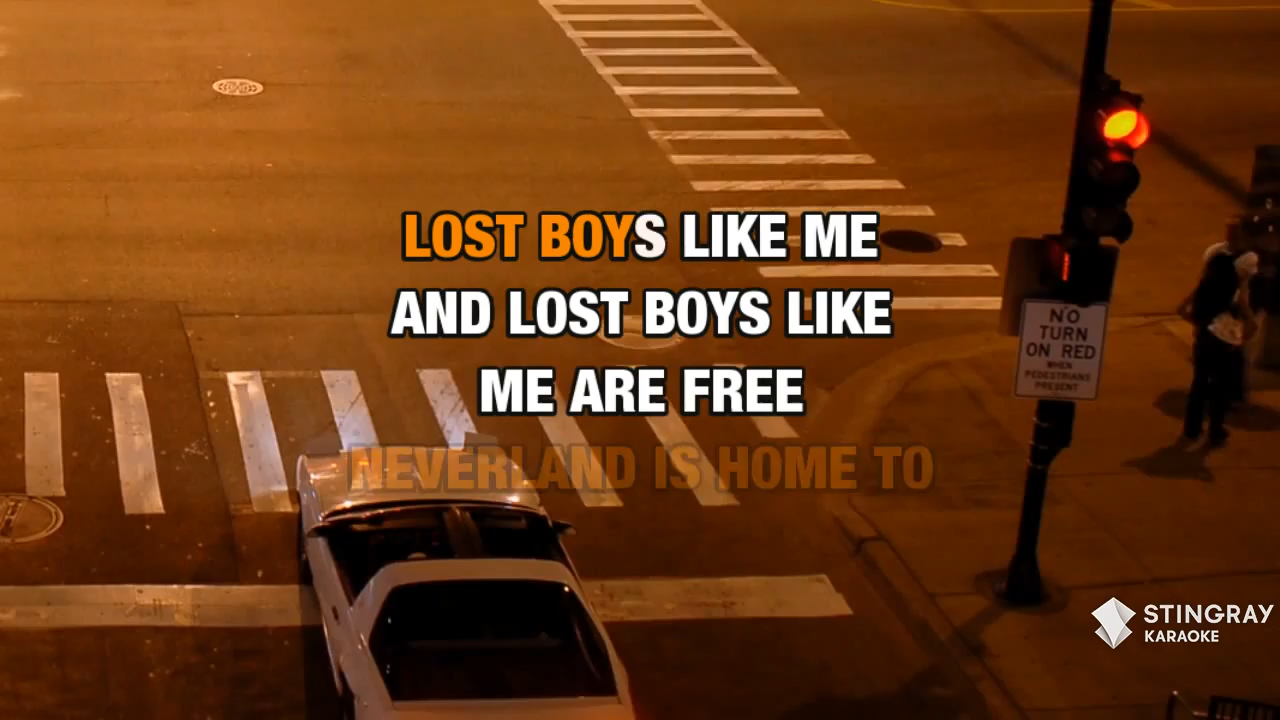 LOST BOYS LIKE ME
AND LOST BOYS LIKE
ME ARE FREE
NEVERLAND IS HOME TO
NO
TURN
ON RED
WHEN
PEDESTRIANS
PRESENT
STINGRAY
KARAOKE